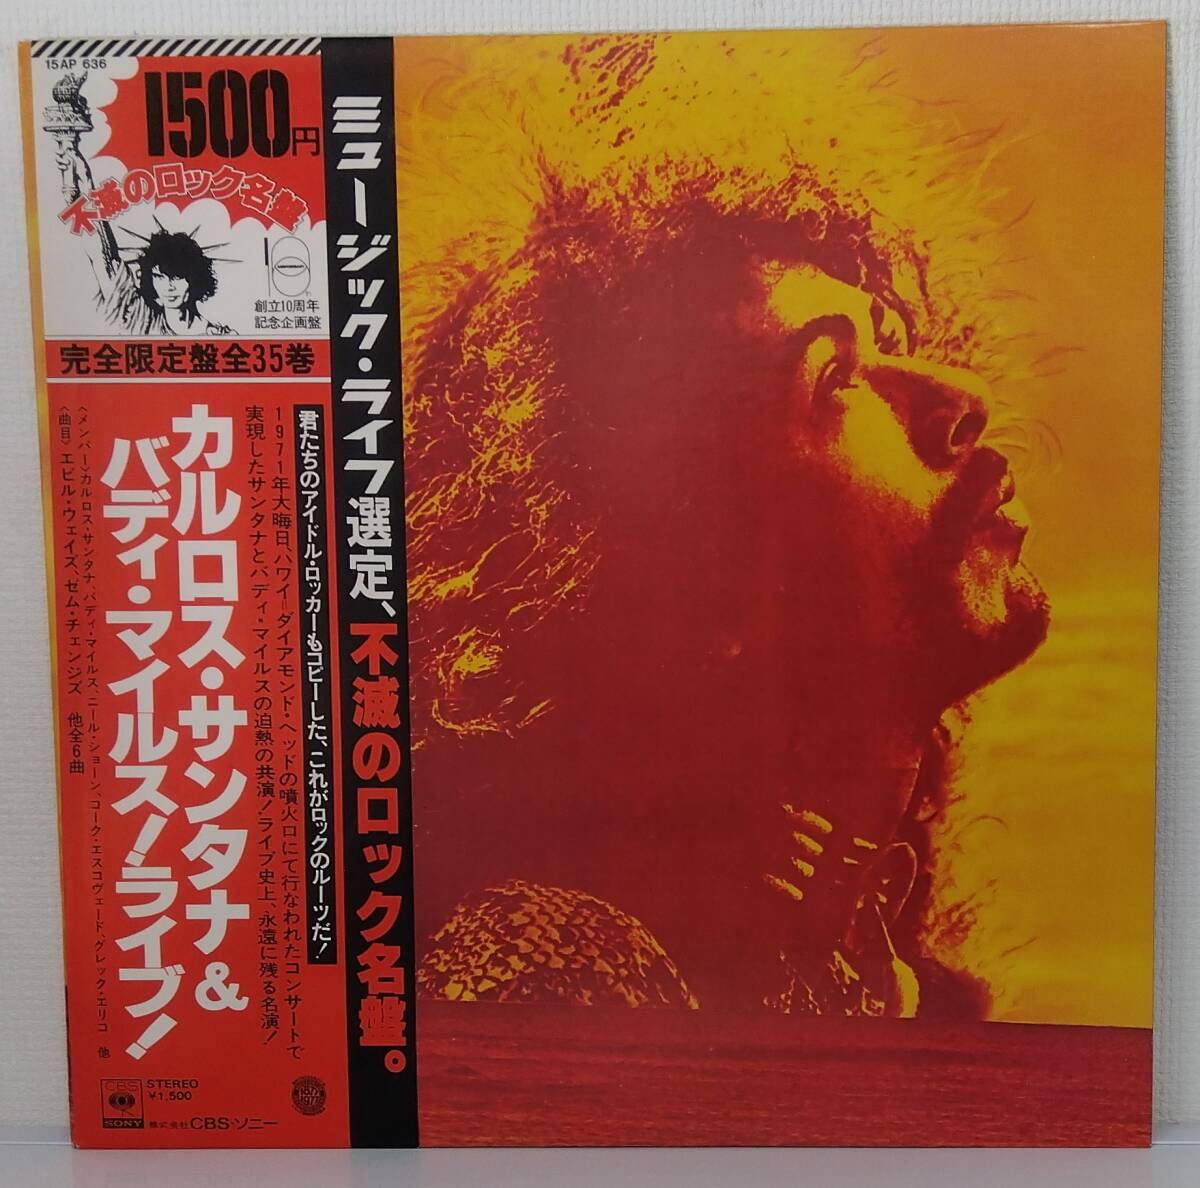 15AP 636
1500円
不滅のロック名盤
10
創立10周年
記念企画盤
完全限定盤全35巻
ミュージック・ライフ選定、不滅のロック名盤。
君たちのアイドル・ロッカーもコピーした、これがロックのルーツだ!
1971年大晦日、ハワイ=ダイアモンド・ヘッドの噴火口にて行なわれたコンサートで
実現したサンタナとバディ・マイルスの迫熱の共演!ライブ史上、永遠に残る名演!
カルロス・サンタナ&
バディ・マイルス!ライブ!
〈メンバー〉カルロス・サンタナ、バディ・マイルス、ニール・ショーン、コーク・エスコヴェード、グレック・エリコ 他
〈曲目〉エビル・ウェイズ、ゼム・チェンジズ 他全6曲
CBS
SONY
STEREO
¥1,500
株式会社CBS・ソニー
1877
1977